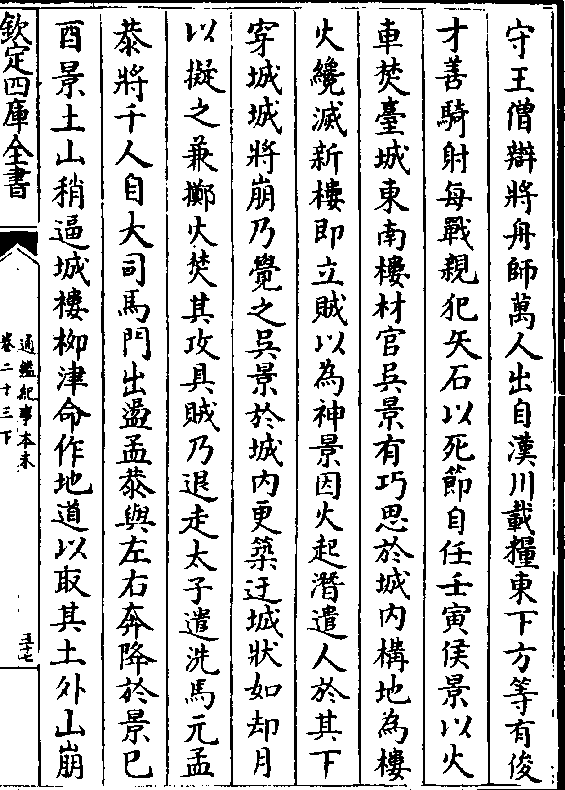 守王僧辯將舟師萬人出自漢川載糧東下方等有俊
才善騎射每戰親犯矢石以死節自任壬寅侯景以火
車焚臺城東南樓材官吳景有巧思於城内構地為樓
火纔滅新樓即立賊以為神景因火起潛遣人於其下
穿城城將崩乃覺之吳景於城内更築迂城狀如却月
以擬之兼擲火焚其攻具賊乃退走太子遣洗馬元孟
恭將千人自大司馬門出盪孟恭與左右奔降於景己
酉景土山稍逼城樓栁津命作地道以取其土外山崩
欽定四庫全書
通鑑紀事本末
卷二十三下
五十七